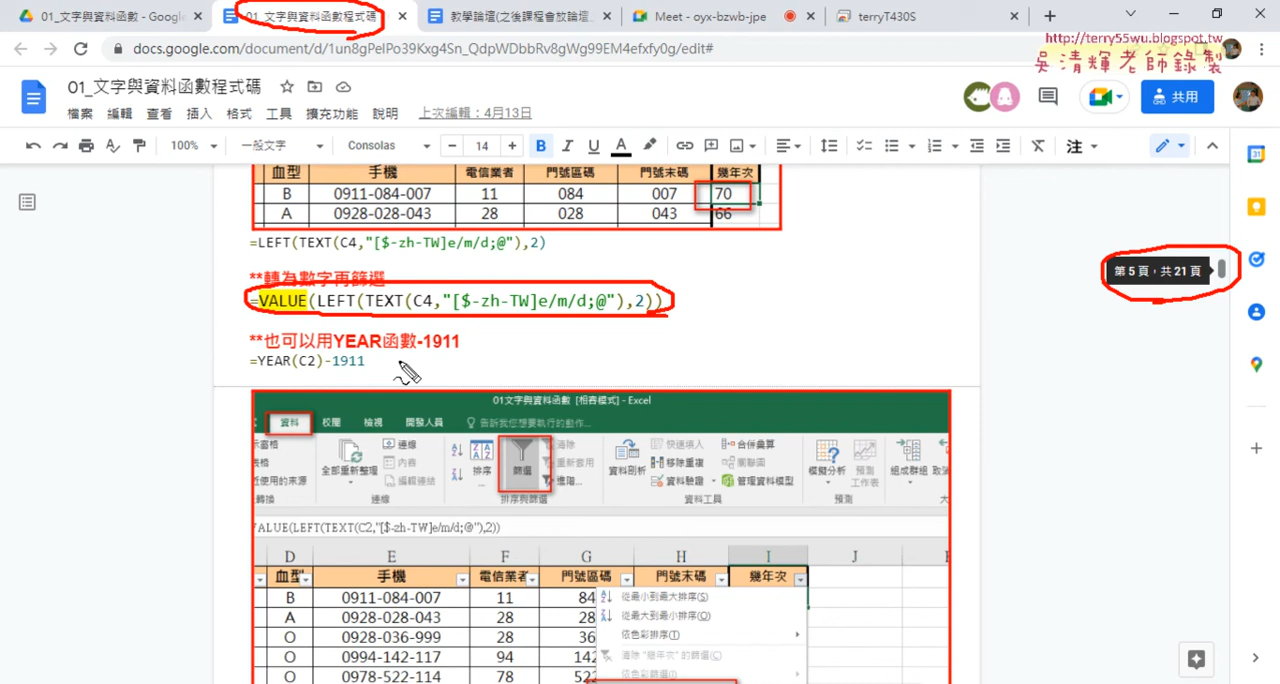 01_文字與資料函數 - Google
01_文字與資料函數程式碼
教學論壇(之後課程會放論壇
Meet - oyx-bzwb-jpe
terryT430S
docs.google.com/document/d/1un8gPelPo39Kxg4Sn_QdpWDbbRv8gWg99EM4efxfy0g/edit#
http://terry55wu.blogspot.tw
吳清輝老師錄製
01_文字與資料函數程式碼
共用
檔案 編輯 查看 插入 格式 工具 擴充功能 說明 上次編輯：4月13日
100% 一般文字 Consolas 14 B I U A 注
血型 手機 電信業者 門號區碼 門號末碼 幾年次
B 0911-084-007 11 084 007 70
A 0928-028-043 28 028 043 66
=LEFT(TEXT(C4,"[$-zh-TW]e/m/d;@"),2)
**轉為數字再篩選
=VALUE(LEFT(TEXT(C4,"[$-zh-TW]e/m/d;@"),2))
**也可以用YEAR函數-1911
=YEAR(C2)-1911
第 5 頁，共 21 頁
01文字與資料函數 [相容模式] - Excel
資料 校閱 檢視 開發人員 告訴我您想要執行的動作...
全部重新整理 連線 內容 編輯連結
排序 篩選 清除 重新套用 進階...
資料剖析 快速填入 移除重複 資料驗證
合併彙算 關聯圖 管理資料模型
模擬分析 預測工作表 組成群組
連線 排序與篩選 資料工具 預測
VALUE(LEFT(TEXT(C2,"[$-zh-TW]e/m/d;@"),2))
D E F G H I J
血型 手機 電信業者 門號區碼 門號末碼 幾年次
B 0911-084-007 11 84
A 0928-028-043 28 28
O 0928-036-999 28 36
O 0994-142-117 94 142
O 0978-522-114 78 522
從最小到最大排序(S)
從最大到最小排序(O)
依色彩排序(T)
清除 "幾年次" 的篩選(C)
依色彩篩選(I)